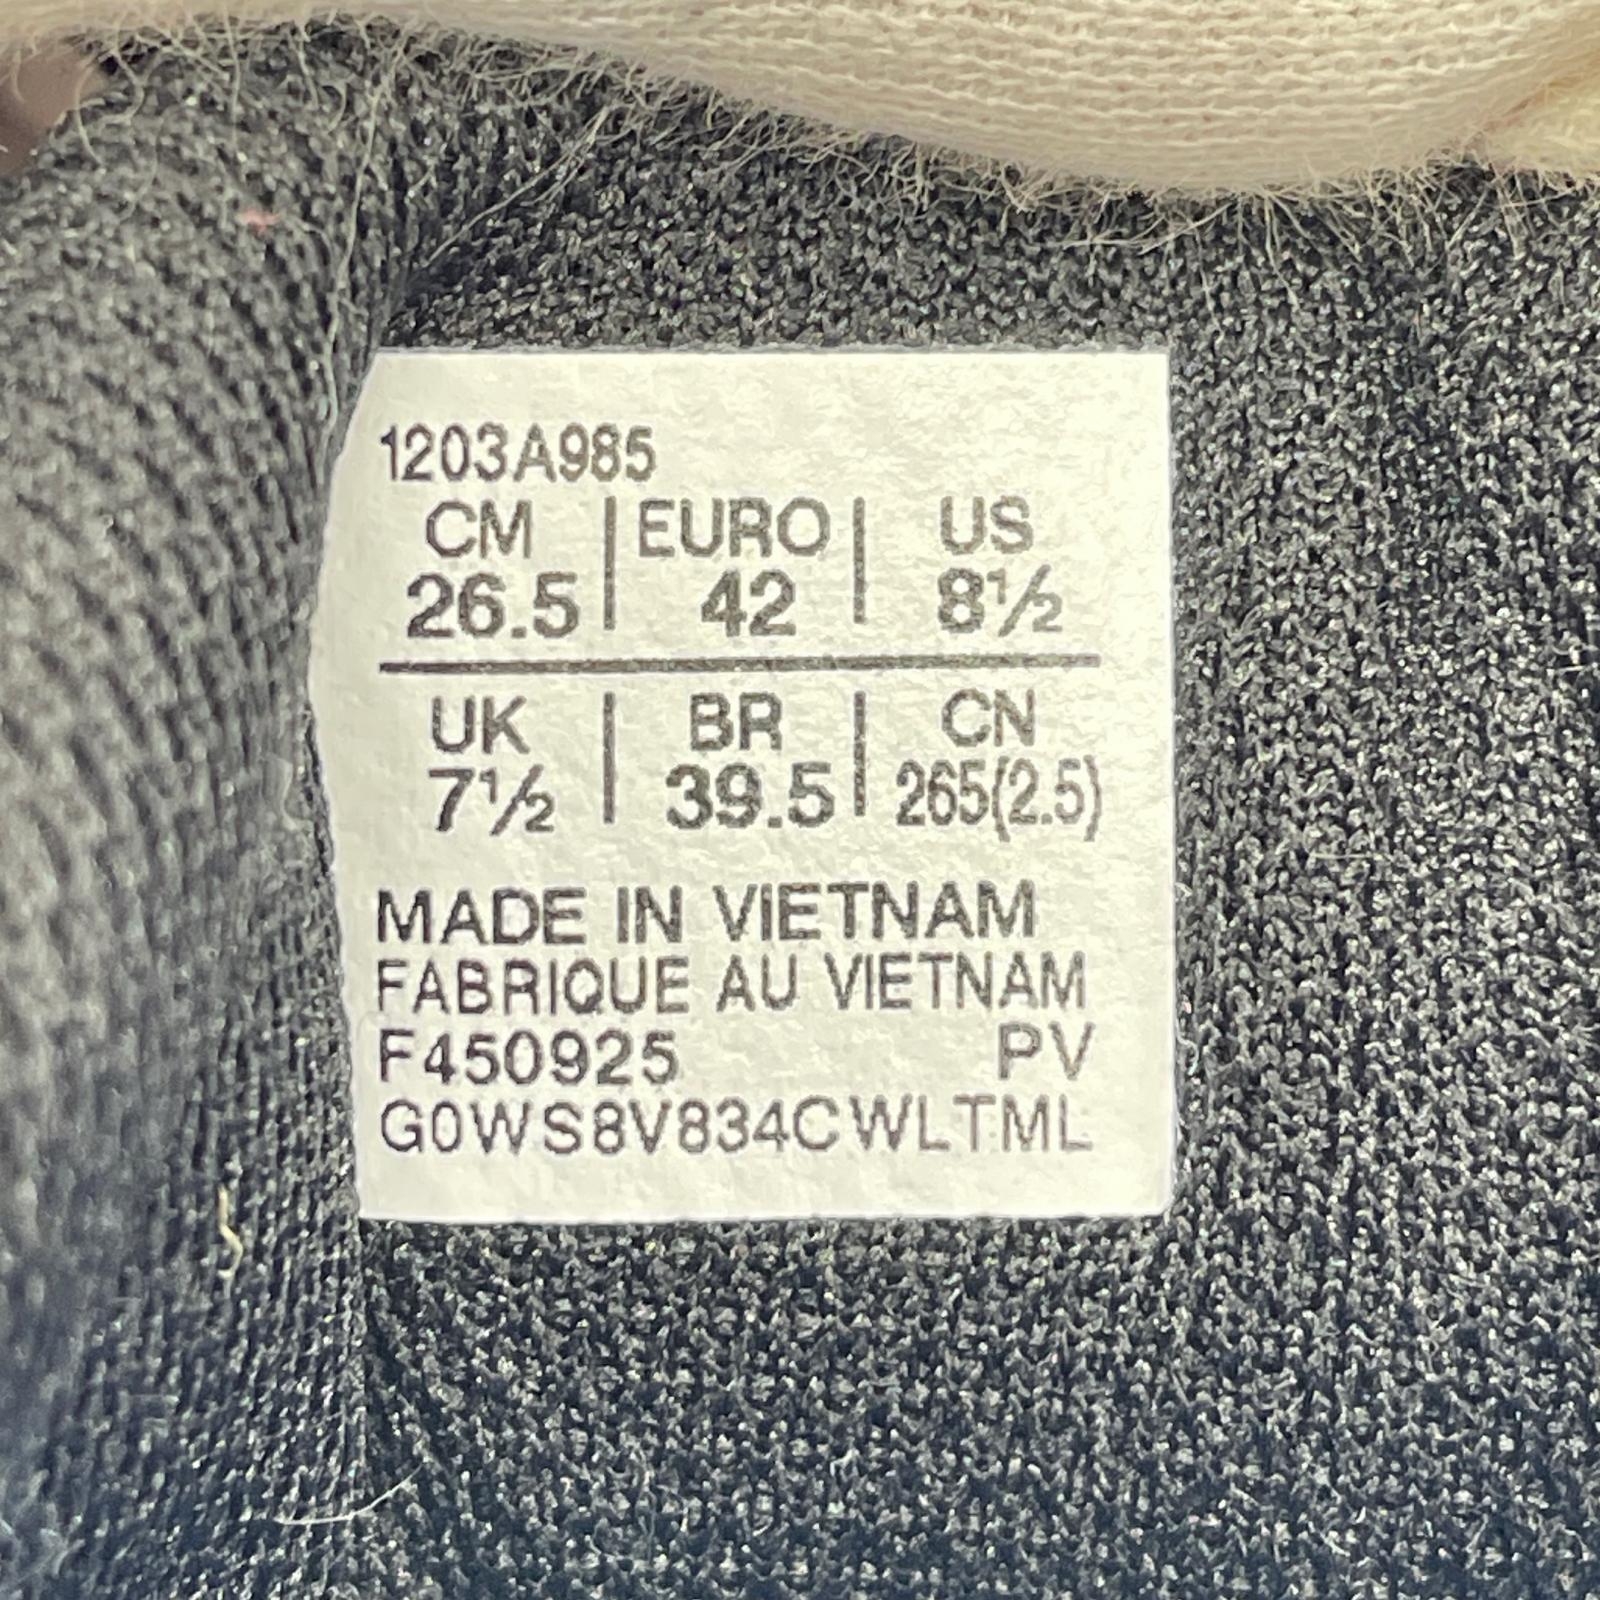 1203A985
CM | EURO | US
26.5 | 42 | 8½
UK | BR | CN
7½ | 39.5 | 265(2.5)
MADE IN VIETNAM
FABRIQUE AU VIETNAM
F450925 PV
G0WS8V834CWLTML